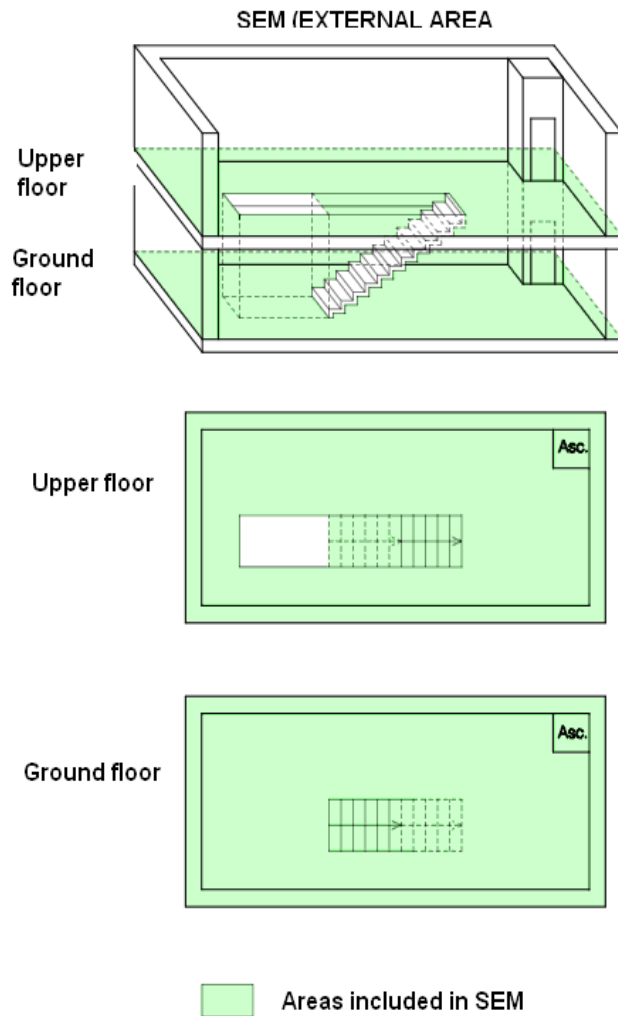 SEM (EXTERNAL AREA
Upper
floor
Ground
floor
Upper floor
Asc.
Ground floor
Asc.
Areas included in SEM